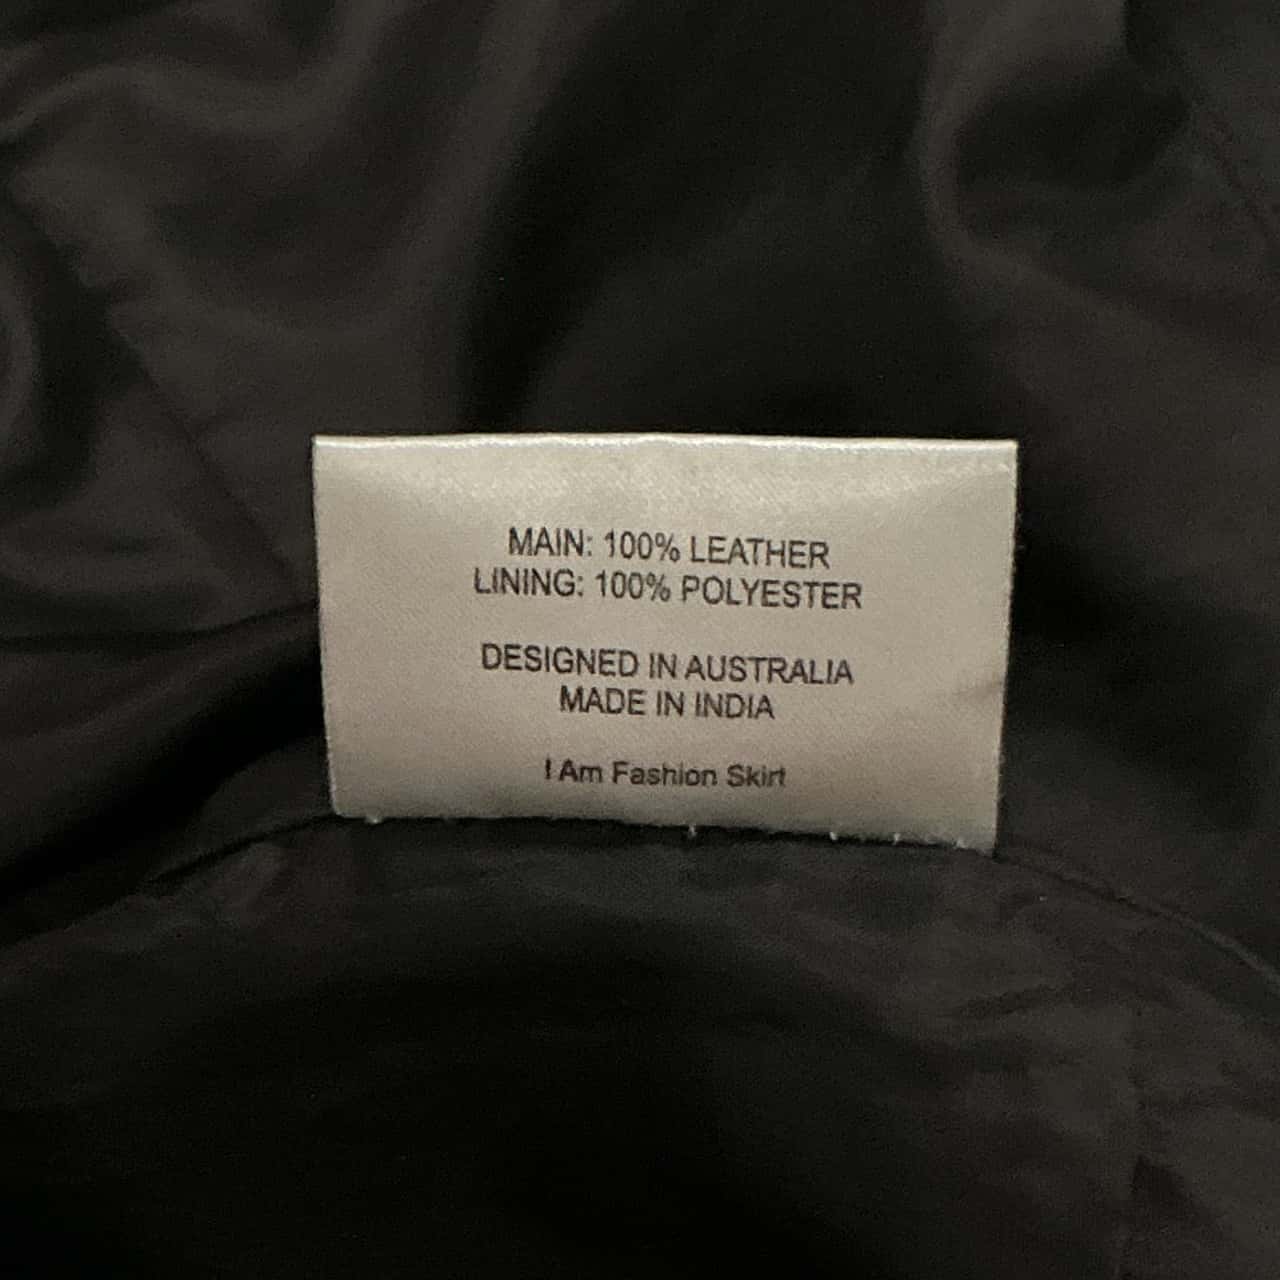 MAIN: 100% LEATHER
LINING: 100% POLYESTER
DESIGNED IN AUSTRALIA
MADE IN INDIA
I Am Fashion Skirt